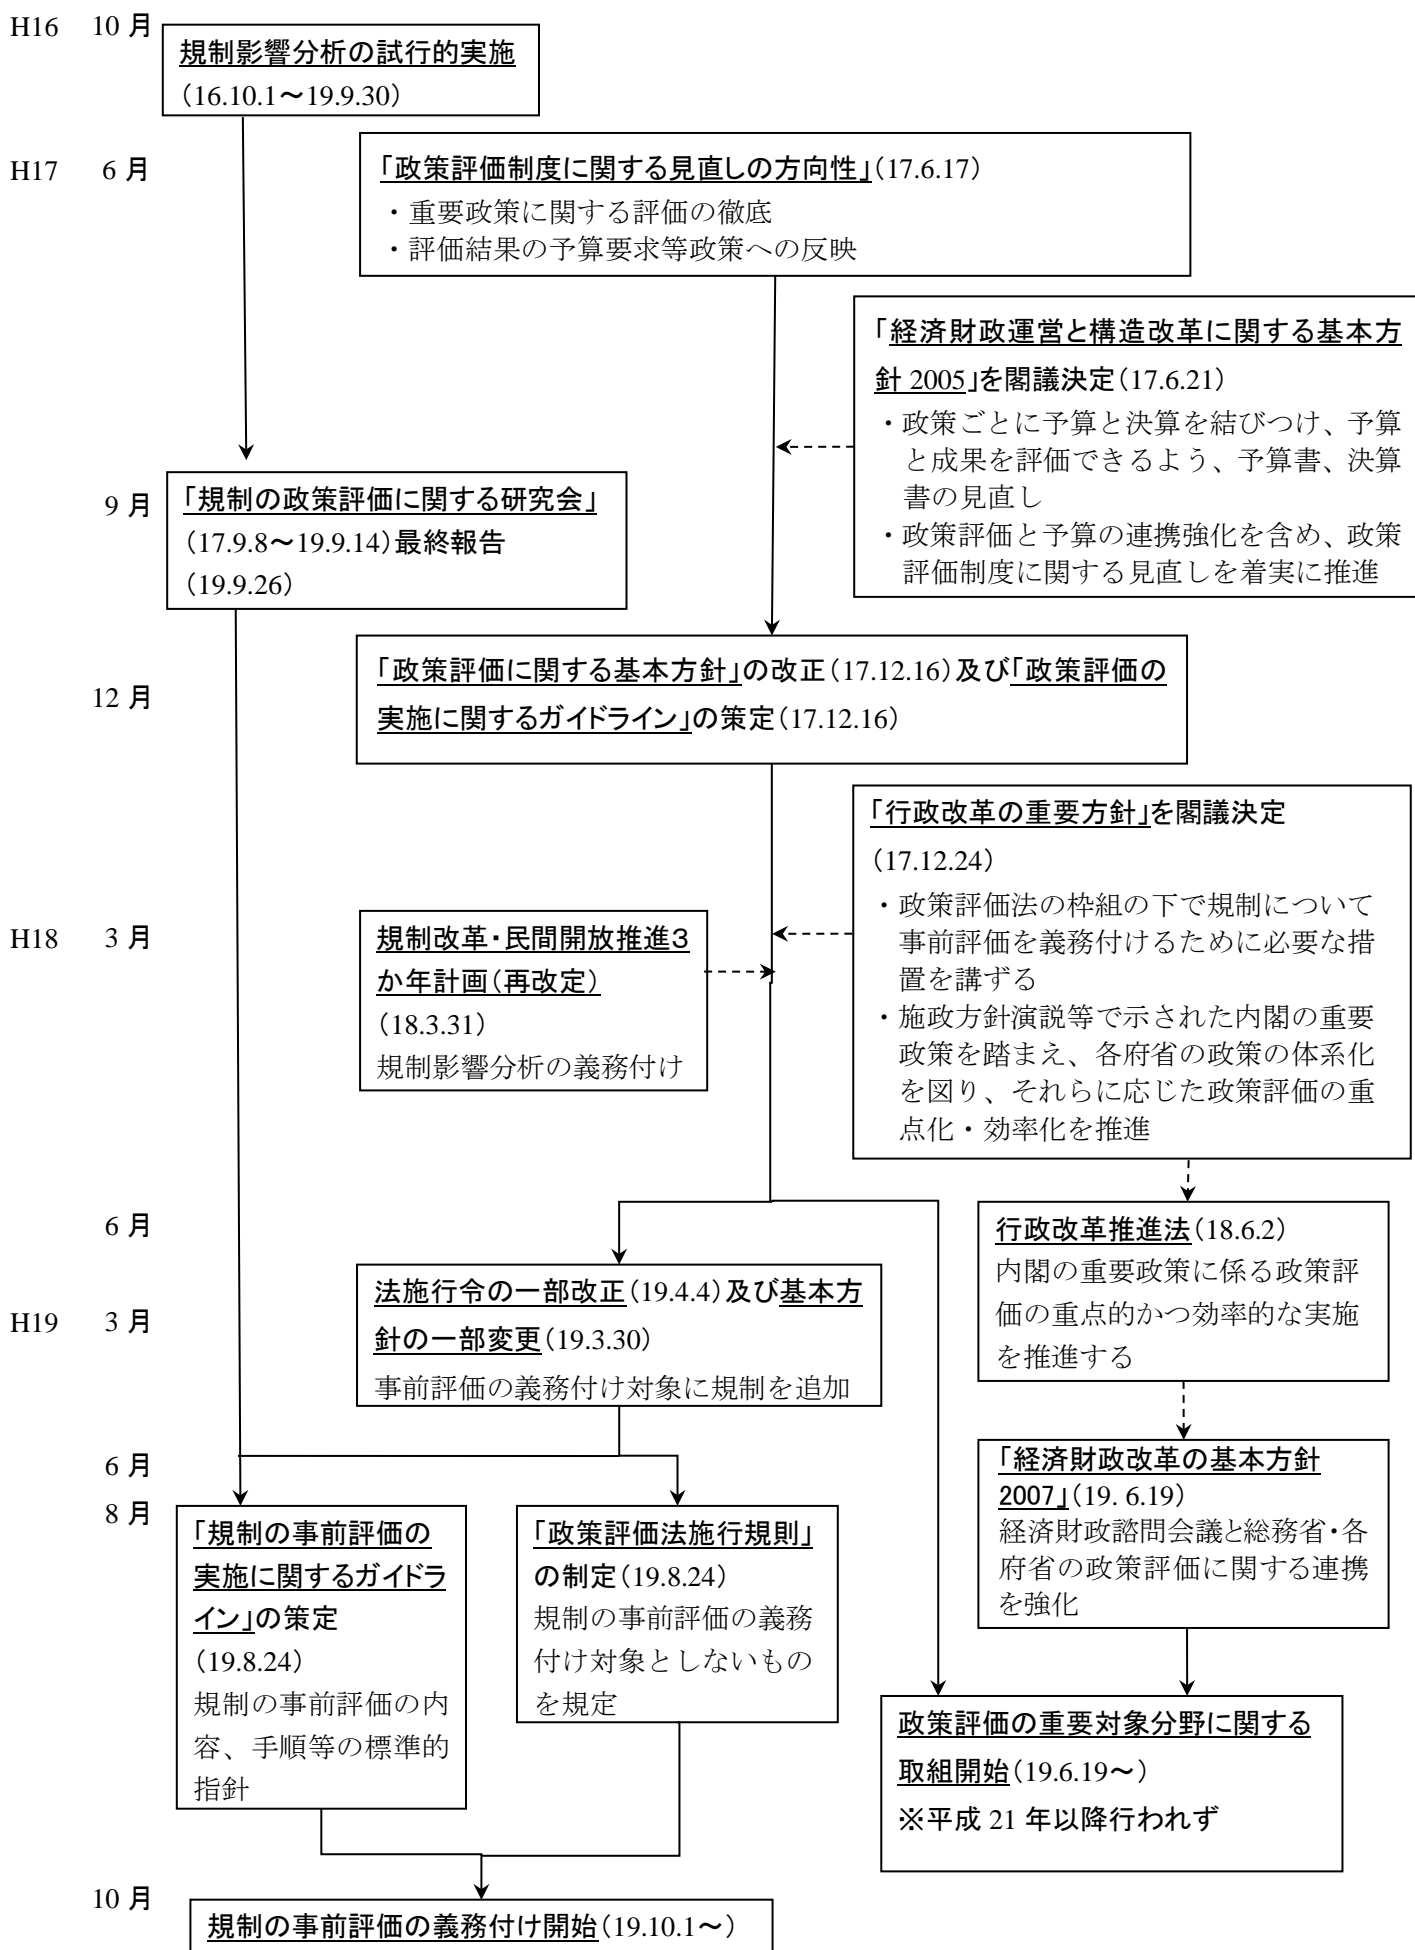 H16 10 月
規制影響分析の試行的実施
（16.10.1～19.9.30）
H17 6 月
「政策評価制度に関する見直しの方向性」（17.6.17）
・重要政策に関する評価の徹底
・評価結果の予算要求等政策への反映
「経済財政運営と構造改革に関する基本方
針 2005」を閣議決定（17.6.21）
・政策ごとに予算と決算を結びつけ、予算
と成果を評価できるよう、予算書、決算
書の見直し
・政策評価と予算の連携強化を含め、政策
評価制度に関する見直しを着実に推進
9 月
「規制の政策評価に関する研究会」
（17.9.8～19.9.14）最終報告
（19.9.26）
12 月
「政策評価に関する基本方針」の改正（17.12.16）及び「政策評価の
実施に関するガイドライン」の策定（17.12.16）
「行政改革の重要方針」を閣議決定
（17.12.24）
・政策評価法の枠組の下で規制について
事前評価を義務付けるために必要な措
置を講ずる
・施政方針演説等で示された内閣の重要
政策を踏まえ、各府省の政策の体系化
を図り、それらに応じた政策評価の重
点化・効率化を推進
H18 3 月
規制改革・民間開放推進３
か年計画（再改定）
（18.3.31）
規制影響分析の義務付け
6 月
行政改革推進法（18.6.2）
内閣の重要政策に係る政策評
価の重点的かつ効率的な実施
を推進する
H19 3 月
法施行令の一部改正（19.4.4）及び基本方
針の一部変更（19.3.30）
事前評価の義務付け対象に規制を追加
6 月
「経済財政改革の基本方針
2007」（19. 6.19）
経済財政諮問会議と総務省・各
府省の政策評価に関する連携
を強化
8 月
「規制の事前評価の
実施に関するガイドラ
イン」の策定
（19.8.24）
規制の事前評価の内
容、手順等の標準的
指針
「政策評価法施行規則」
の制定（19.8.24）
規制の事前評価の義務
付け対象としないもの
を規定
政策評価の重要対象分野に関する
取組開始（19.6.19～）
※平成 21 年以降行われず
10 月
規制の事前評価の義務付け開始（19.10.1～）